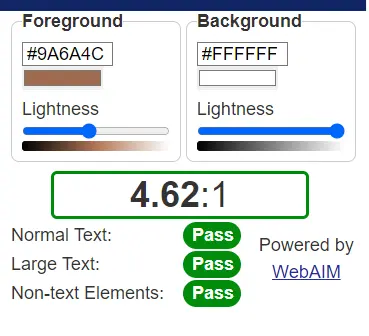 Foreground
Background
#9A6A4C
#FFFFFF
Lightness
Lightness
4.62:1
Normal Text: Pass
Large Text: Pass
Non-text Elements: Pass
Powered by
WebAIM